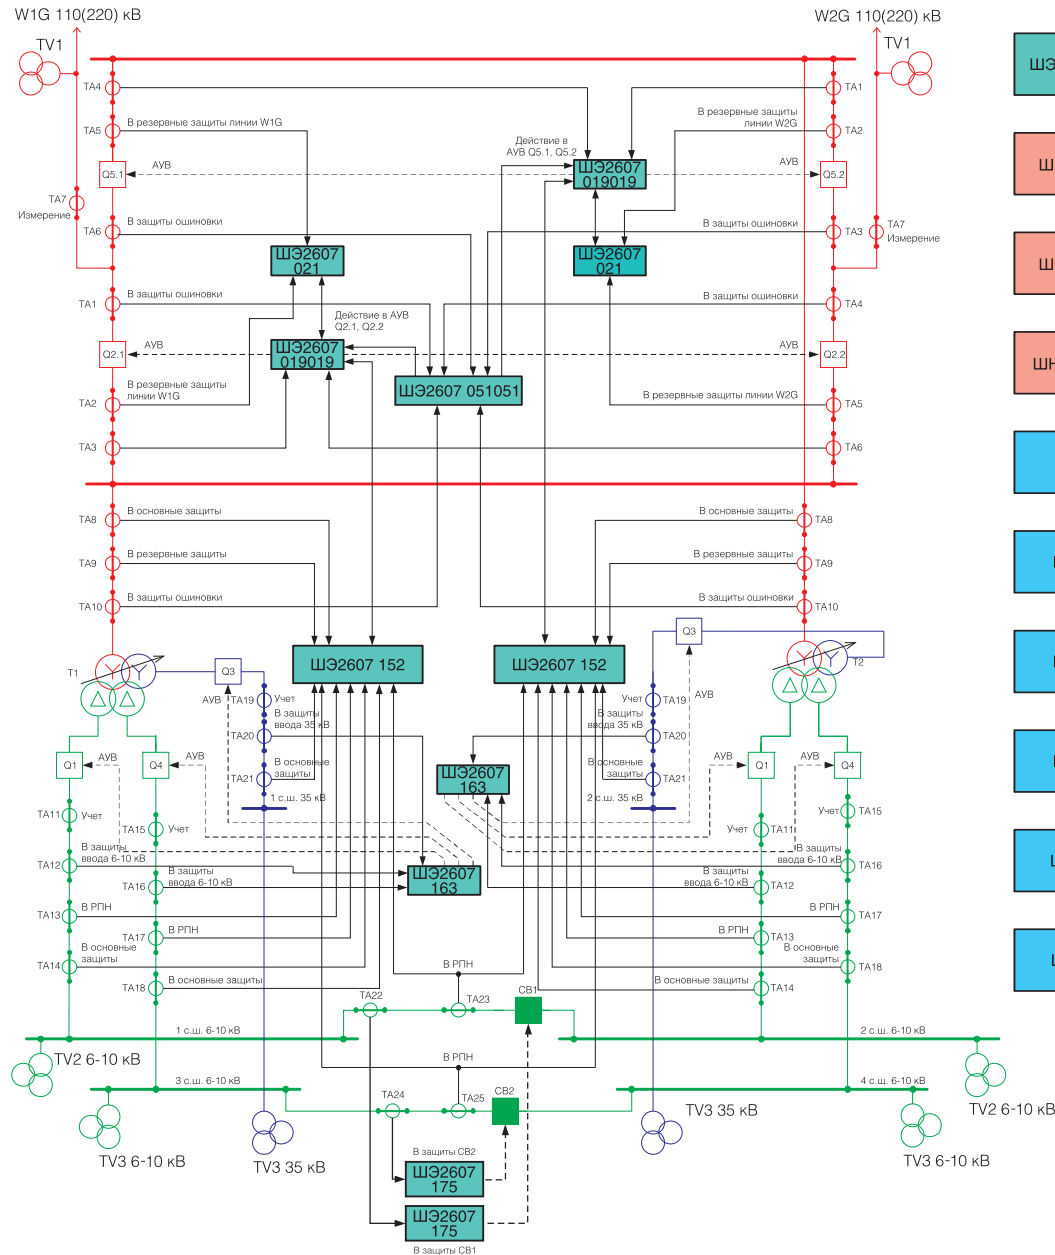 W1G 110(220) кВ
W2G 110(220) кВ
TV1
TV1
ШЭ
TA4
TA1
TA5
В резервные защиты линии W1G
В резервные защиты
линии W2G
TA2
Действие в
АУВ Q5.1, Q5.2
Q5.1
АУВ
ШЭ2607
019019
АУВ
Q5.2
Ш
TA7
Измерение
TA6
В защиты ошиновки
В защиты ошиновки
TA3
TA7
Измерение
ШЭ2607
021
ШЭ2607
021
Ш
TA1
В защиты ошиновки
В защиты ошиновки
TA4
Действие в АУВ
Q2.1, Q2.2
Q2.1
АУВ
ШЭ2607
019019
АУВ
Q2.2
ШН
ШЭ2607 051051
TA2
В резервные защиты
линии W1G
В резервные защиты линии W2G
TA5
TA3
TA6
TA8
В основные защиты
В основные защиты
TA8
TA9
В резервные защиты
В резервные защиты
TA9
TA10
В защиты ошиновки
В защиты ошиновки
TA10
T1
Q3
ШЭ2607 152
ШЭ2607 152
Q3
T2
АУВ
TA19
Учет
Учет
TA19
АУВ
В защиты
ввода 35 кВ
TA20
В защиты
ввода 35 кВ
TA20
Q1
АУВ
Q4
АУВ
В основные
защиты
TA21
ШЭ2607
163
В основные
защиты
TA21
АУВ
Q1
АУВ
Q4
1 с.ш. 35 кВ
2 с.ш. 35 кВ
TA11
Учет
TA15
Учет
Учет
TA11
TA15
Учет
В защиты
ввода 6-10 кВ
TA12
В защиты
ввода 6-10 кВ
TA16
ШЭ2607
163
В защиты
ввода 6-10 кВ
TA12
В защиты
ввода 6-10 кВ
TA16
TA13
В РПН
В РПН
TA17
TA17
В РПН
В РПН
TA13
TA14
В основные
защиты
В основные
защиты
TA18
TA18
В основные защиты
В основные защиты
TA14
В РПН
TA22
TA23
СВ1
1 с.ш. 6-10 кВ
2 с.ш. 6-10 кВ
TV2 6-10 кВ
В РПН
3 с.ш. 6-10 кВ
4 с.ш. 6-10 кВ
TA24
TA25
СВ2
TV3 35 кВ
TV2 6-10 кВ
TV3 6-10 кВ
TV3 35 кВ
TV3 6-10 кВ
В защиты СВ2
ШЭ2607
175
ШЭ2607
175
В защиты СВ1